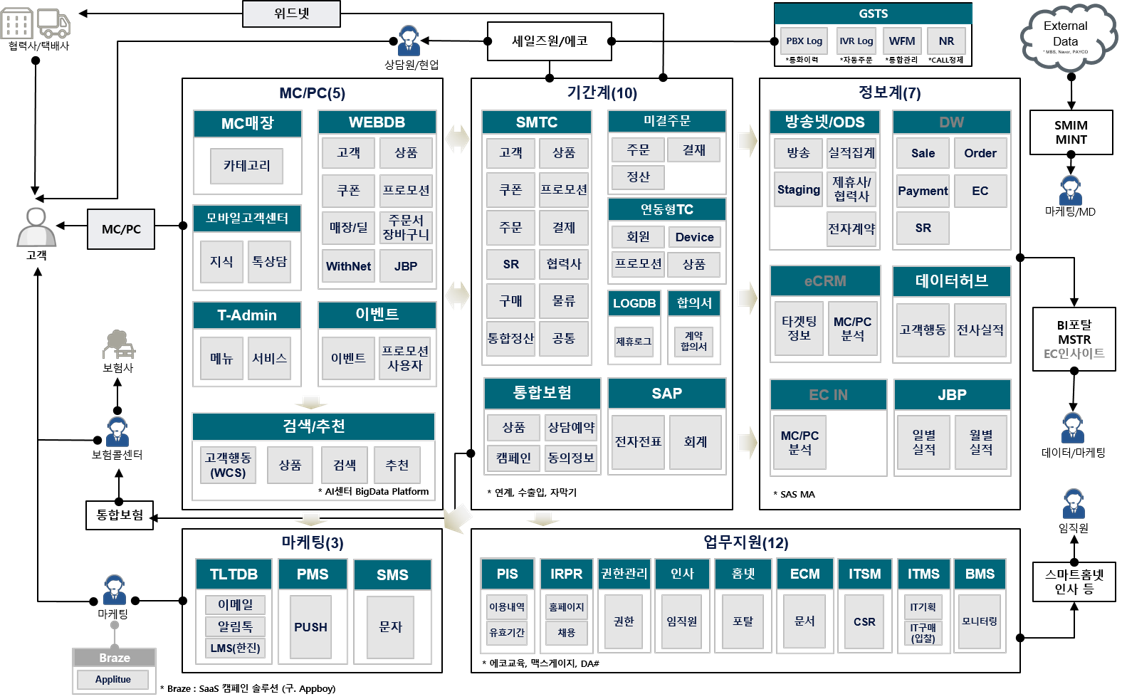 위드넷
협력사/택배사
세일즈원/에코
상담원/현업
GSTS
PBX Log
*통화이력
IVR Log
*자동주문
WFM
*통합관리
NR
*CALL정제
External
Data
* MBS, Naver, PAYCO
SMIM
MINT
마케팅/MD
고객
MC/PC
MC/PC(5)
MC매장
카테고리
WEBDB
고객
상품
쿠폰
프로모션
매장/딜
주문서
장바구니
WithNet
JBP
모바일고객센터
지식
톡상담
T-Admin
메뉴
서비스
이벤트
이벤트
프로모션
사용자
검색/추천
고객행동
(WCS)
상품
검색
추천
* AI센터 BigData Platform
기간계(10)
SMTC
고객
상품
쿠폰
프로모션
주문
결제
SR
협력사
구매
물류
통합정산
공통
미결주문
주문
결재
정산
연동형TC
회원
Device
프로모션
상품
LOGDB
제휴로그
합의서
계약
합의서
통합보험
상품
상담예약
캠페인
동의정보
SAP
전자전표
회계
* 연계, 수출입, 자막기
정보계(7)
방송넷/ODS
방송
실적집계
Staging
제휴사/
협력사
전자계약
DW
Sale
Order
Payment
EC
SR
eCRM
타겟팅
정보
MC/PC
분석
데이터허브
고객행동
전사실적
EC IN
MC/PC
분석
JBP
일별
실적
월별
실적
* SAS MA
BI포탈
MSTR
EC인사이트
데이터/마케팅
임직원
스마트홈넷
인사 등
보험사
보험콜센터
통합보험
마케팅
Braze
Applitue
* Braze : SaaS 캠페인 솔루션 (구. Appboy)
마케팅(3)
TLTDB
이메일
알림톡
LMS(한진)
PMS
PUSH
SMS
문자
업무지원(12)
PIS
이용내역
유효기간
IRPR
홈페이지
채용
권한관리
권한
인사
임직원
홈넷
포탈
ECM
문서
ITSM
CSR
ITMS
IT기획
IT구매
(입찰)
BMS
모니터링
* 에코교육, 맥스게이지, DA#